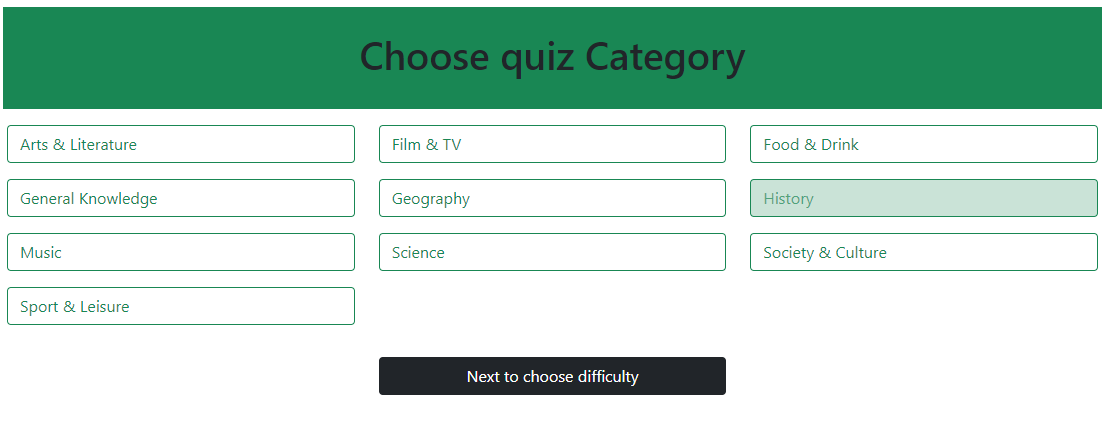 Choose quiz Category
Arts & Literature
Film & TV
Food & Drink
General Knowledge
Geography
History
Music
Science
Society & Culture
Sport & Leisure
Next to choose difficulty